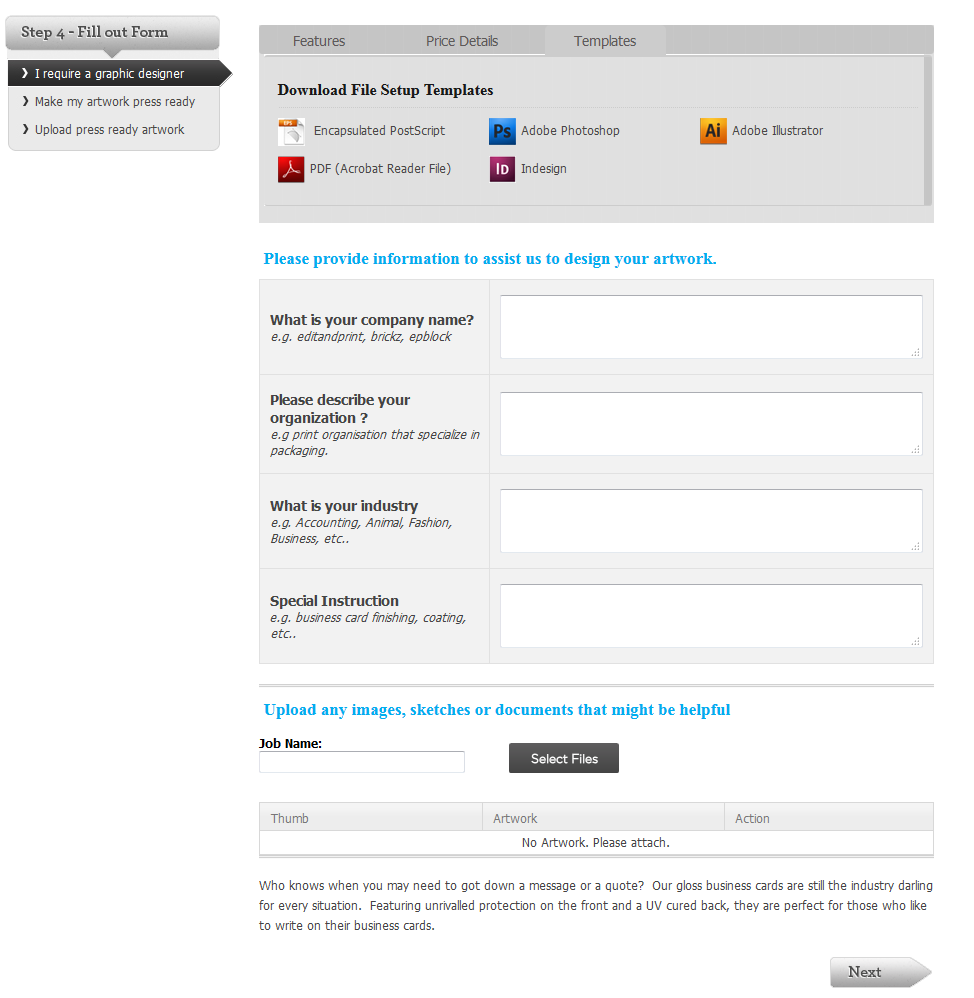 Step 4 - Fill out Form
❯ I require a graphic designer
❯ Make my artwork press ready
❯ Upload press ready artwork
Features Price Details Templates
Download File Setup Templates
EPS Encapsulated PostScript Ps Adobe Photoshop Ai Adobe Illustrator
PDF (Acrobat Reader File) ID Indesign
Please provide information to assist us to design your artwork.
What is your company name?
e.g. editandprint, brickz, epblock
Please describe your
organization ?
e.g print organisation that specialize in
packaging.
What is your industry
e.g. Accounting, Animal, Fashion,
Business, etc..
Special Instruction
e.g. business card finishing, coating,
etc..
Upload any images, sketches or documents that might be helpful
Job Name:
Select Files
Thumb Artwork Action
No Artwork. Please attach.
Who knows when you may need to got down a message or a quote?  Our gloss business cards are still the industry darling
for every situation.  Featuring unrivalled protection on the front and a UV cured back, they are perfect for those who like
to write on their business cards.
Next